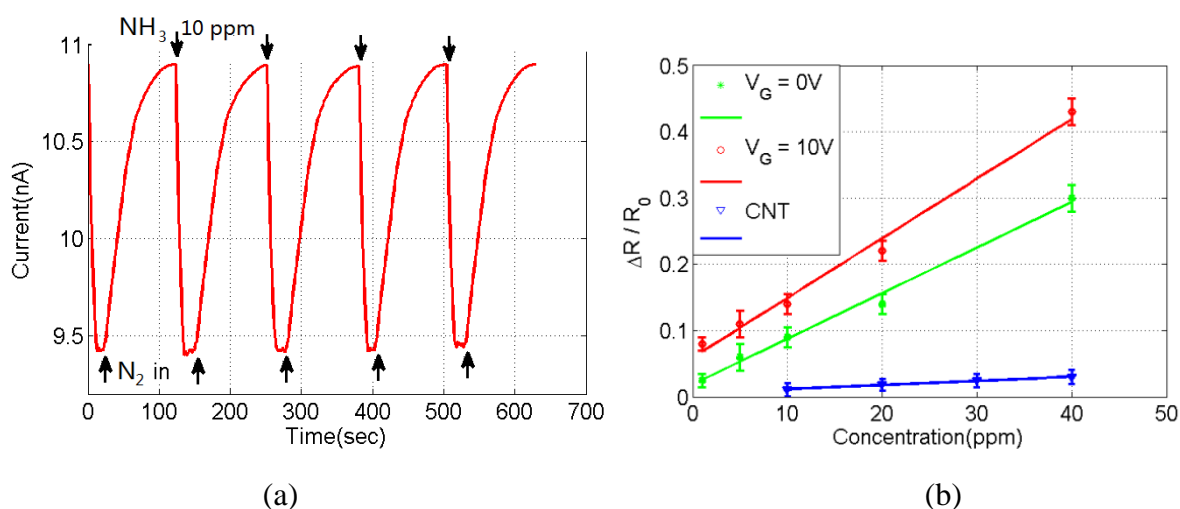 NH3 10 ppm
11
10.5
10
9.5
Current(nA)
N2 in
0 100 200 300 400 500 600 700
Time(sec)
(a)
0.5
0.4
0.3
0.2
0.1
0
ΔR / R0
VG = 0V
VG = 10V
CNT
10 20 30 40 50
Concentration(ppm)
(b)